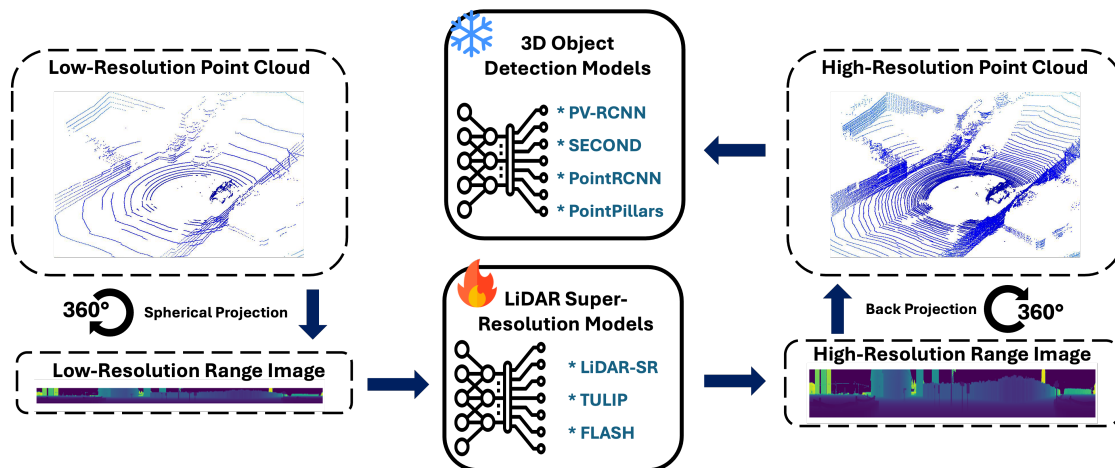 Low-Resolution Point Cloud
360°
Spherical Projection
Low-Resolution Range Image
3D Object
Detection Models
* PV-RCNN
* SECOND
* PointRCNN
* PointPillars
LiDAR Super-
Resolution Models
* LiDAR-SR
* TULIP
* FLASH
High-Resolution Point Cloud
Back Projection
360°
High-Resolution Range Image